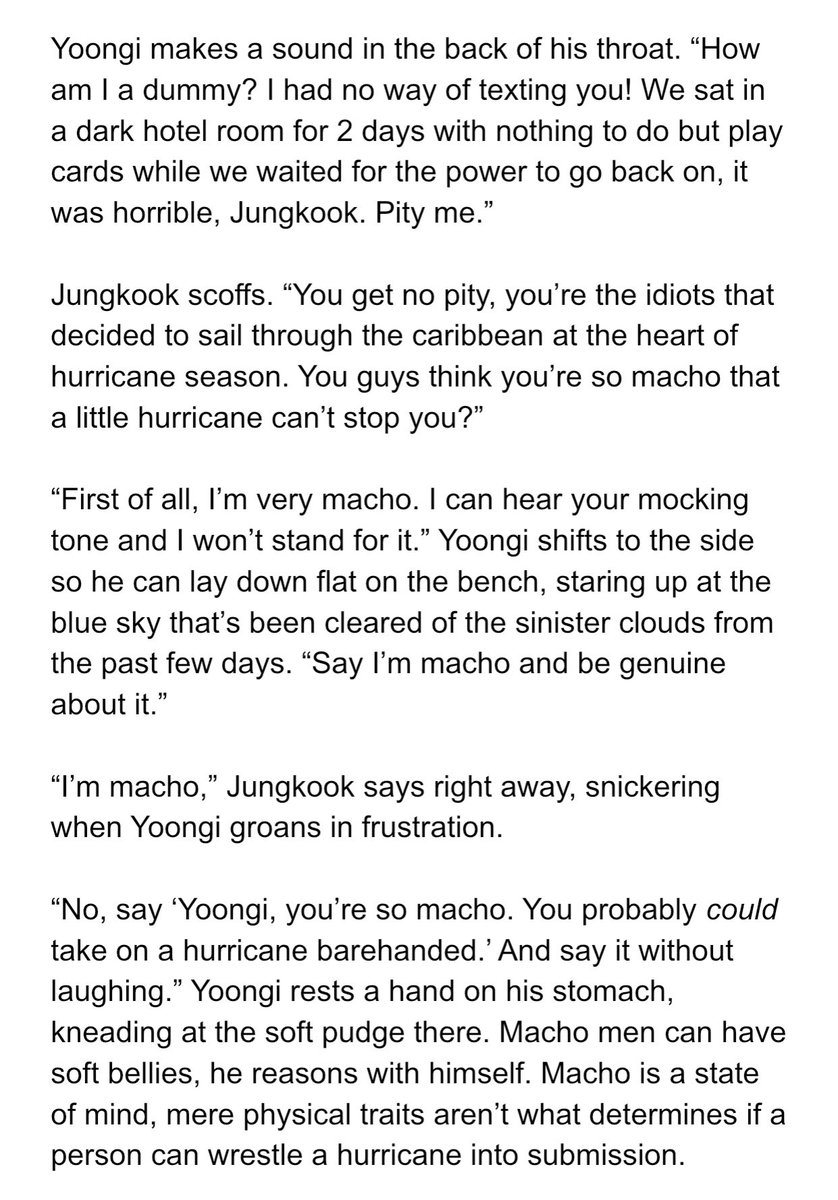 Yoongi makes a sound in the back of his throat. “How
am I a dummy? I had no way of texting you! We sat in
a dark hotel room for 2 days with nothing to do but play
cards while we waited for the power to go back on, it
was horrible, Jungkook. Pity me.”
Jungkook scoffs. “You get no pity, you’re the idiots that
decided to sail through the caribbean at the heart of
hurricane season. You guys think you’re so macho that
a little hurricane can’t stop you?”
“First of all, I’m very macho. I can hear your mocking
tone and I won’t stand for it.” Yoongi shifts to the side
so he can lay down flat on the bench, staring up at the
blue sky that’s been cleared of the sinister clouds from
the past few days. “Say I’m macho and be genuine
about it.”
“I’m macho,” Jungkook says right away, snickering
when Yoongi groans in frustration.
“No, say ‘Yoongi, you’re so macho. You probably could
take on a hurricane barehanded.’ And say it without
laughing.” Yoongi rests a hand on his stomach,
kneading at the soft pudge there. Macho men can have
soft bellies, he reasons with himself. Macho is a state
of mind, mere physical traits aren’t what determines if a
person can wrestle a hurricane into submission.